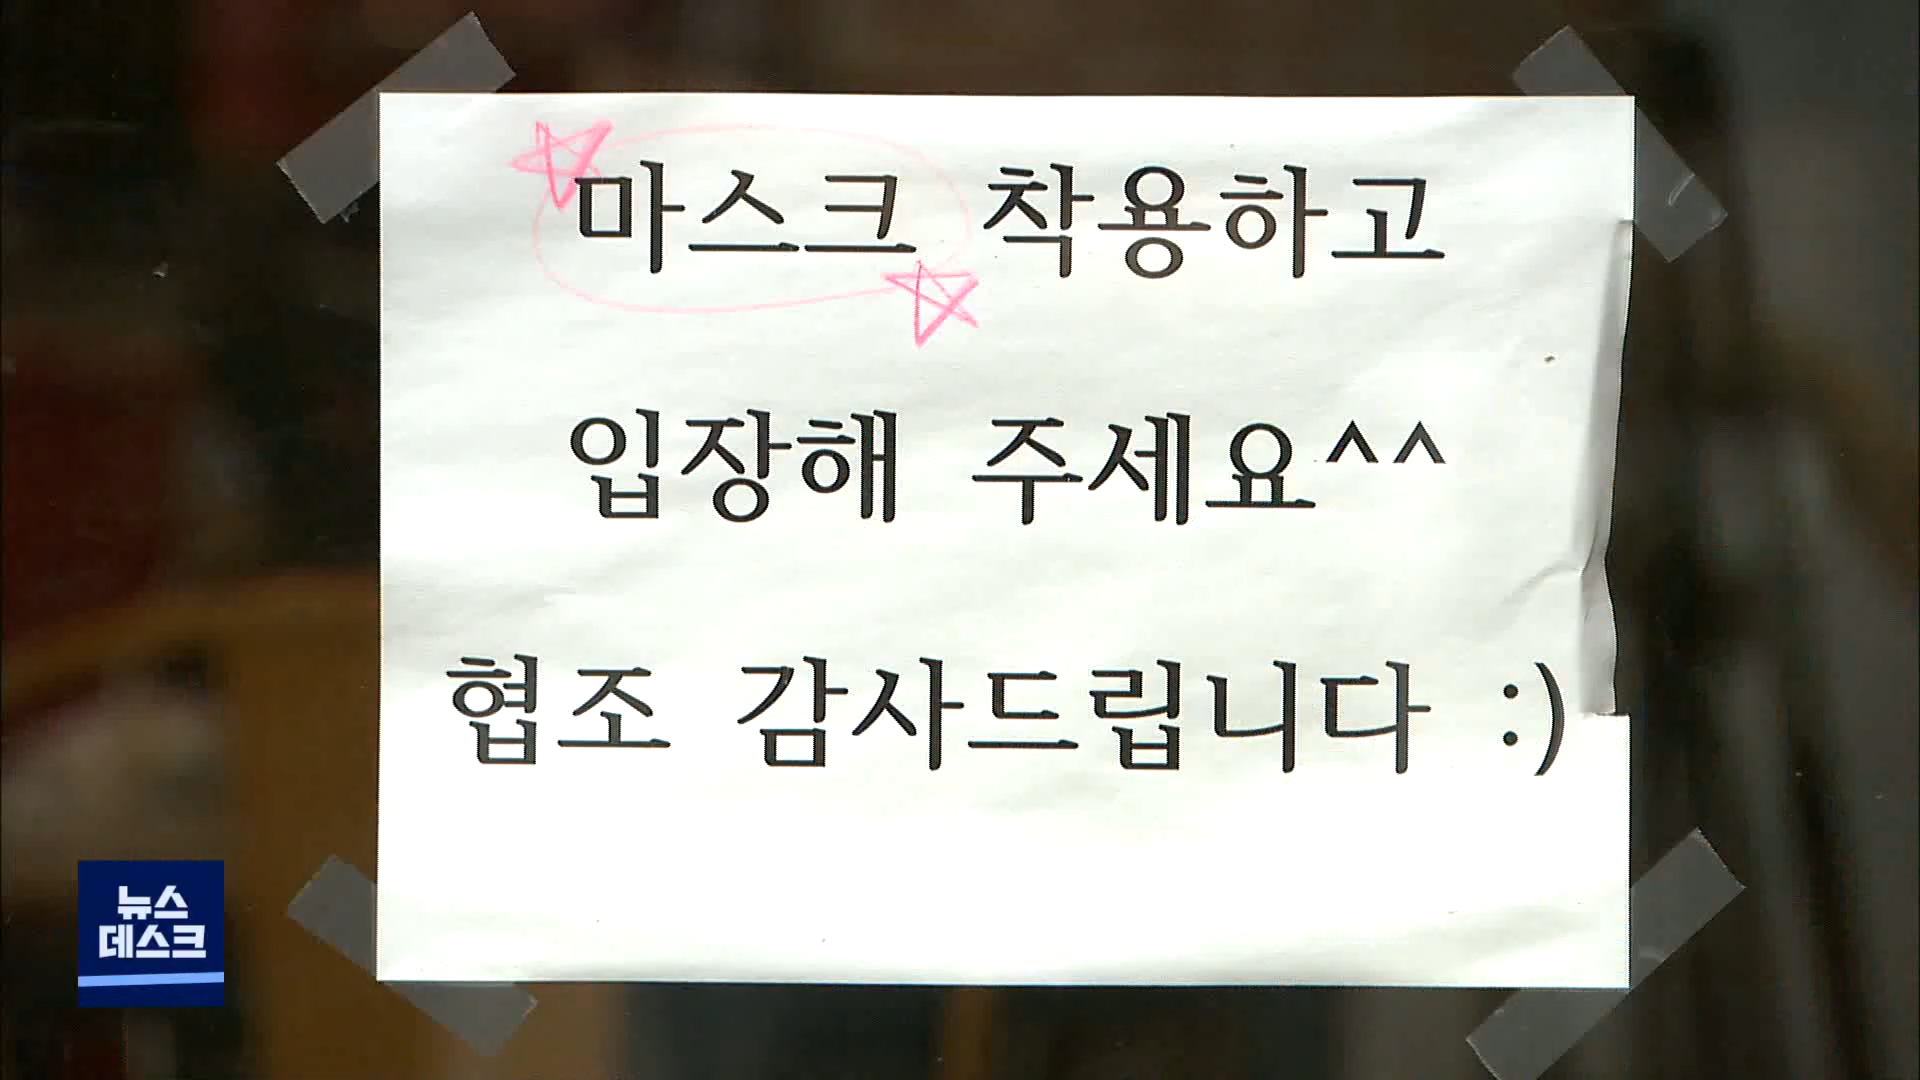 마스크 착용하고
입장해 주세요^^
협조 감사드립니다 :)
뉴스
데스크